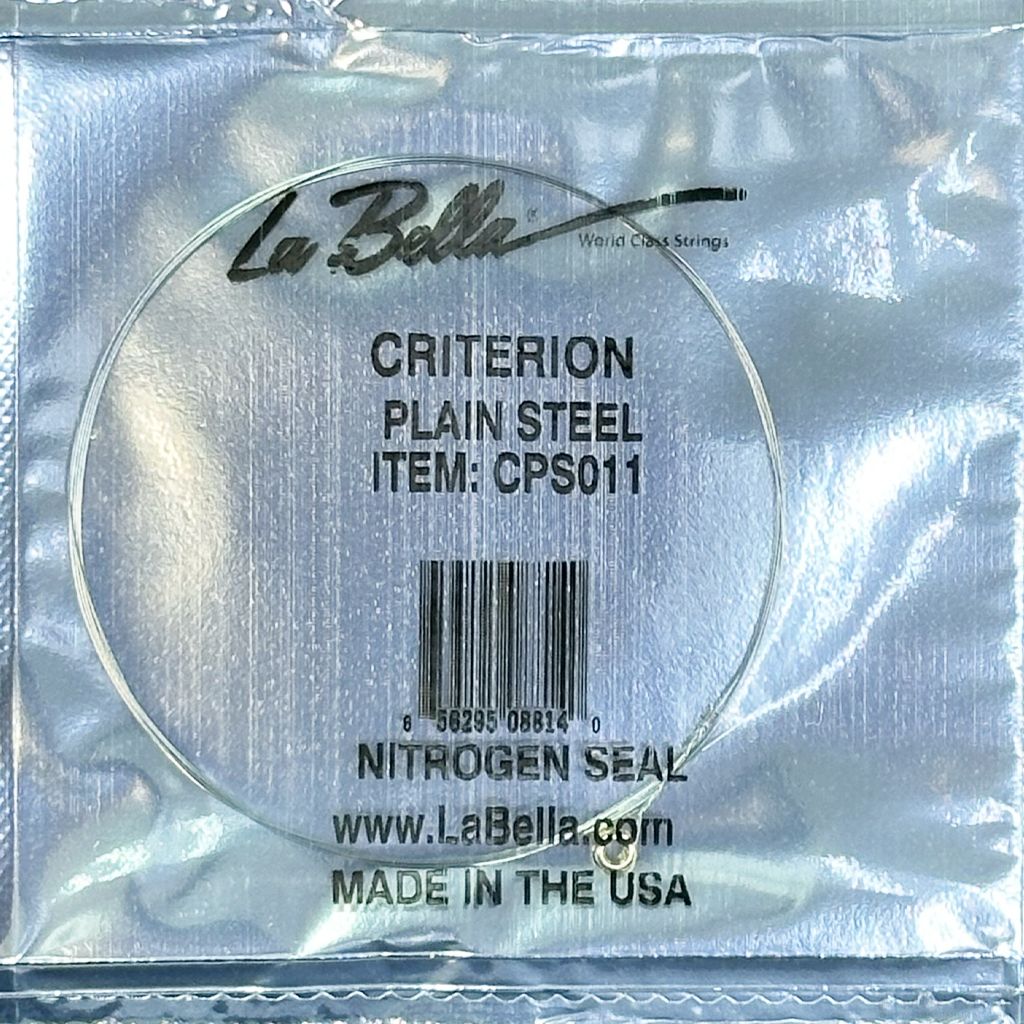 La Bella®
World Class Strings
CRITERION
PLAIN STEEL
ITEM: CPS011
6 56295 08814 0
NITROGEN SEAL
www.LaBella.com
MADE IN THE USA